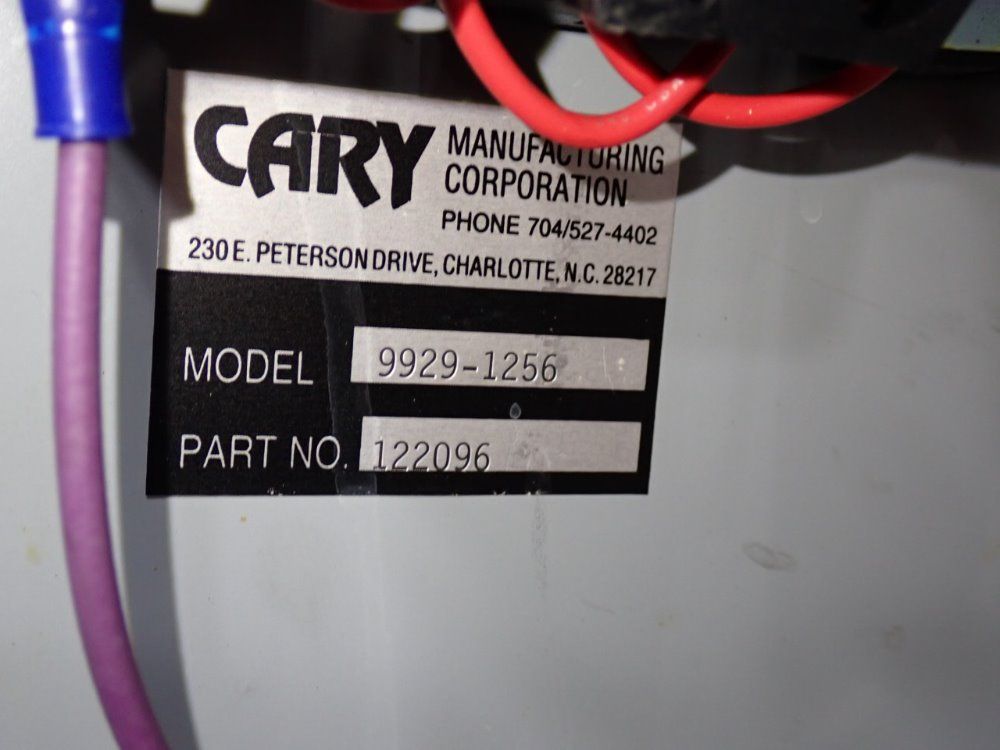 CARY MANUFACTURING
CORPORATION
PHONE 704/527-4402
230 E. PETERSON DRIVE, CHARLOTTE, N.C. 28217
MODEL 9929-1256
PART NO. 122096